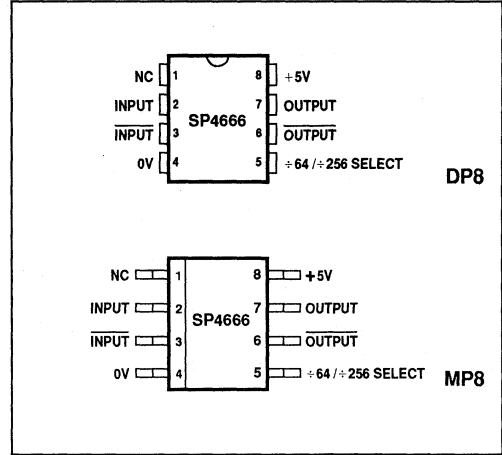 NC 1 8 +5V
INPUT 2 7 OUTPUT
SP4666
INPUT 3 6 OUTPUT
0V 4 5 ÷64 /÷256 SELECT
DP8
NC 1 8 +5V
INPUT 2 7 OUTPUT
SP4666
INPUT 3 6 OUTPUT
0V 4 5 ÷64 /÷256 SELECT
MP8